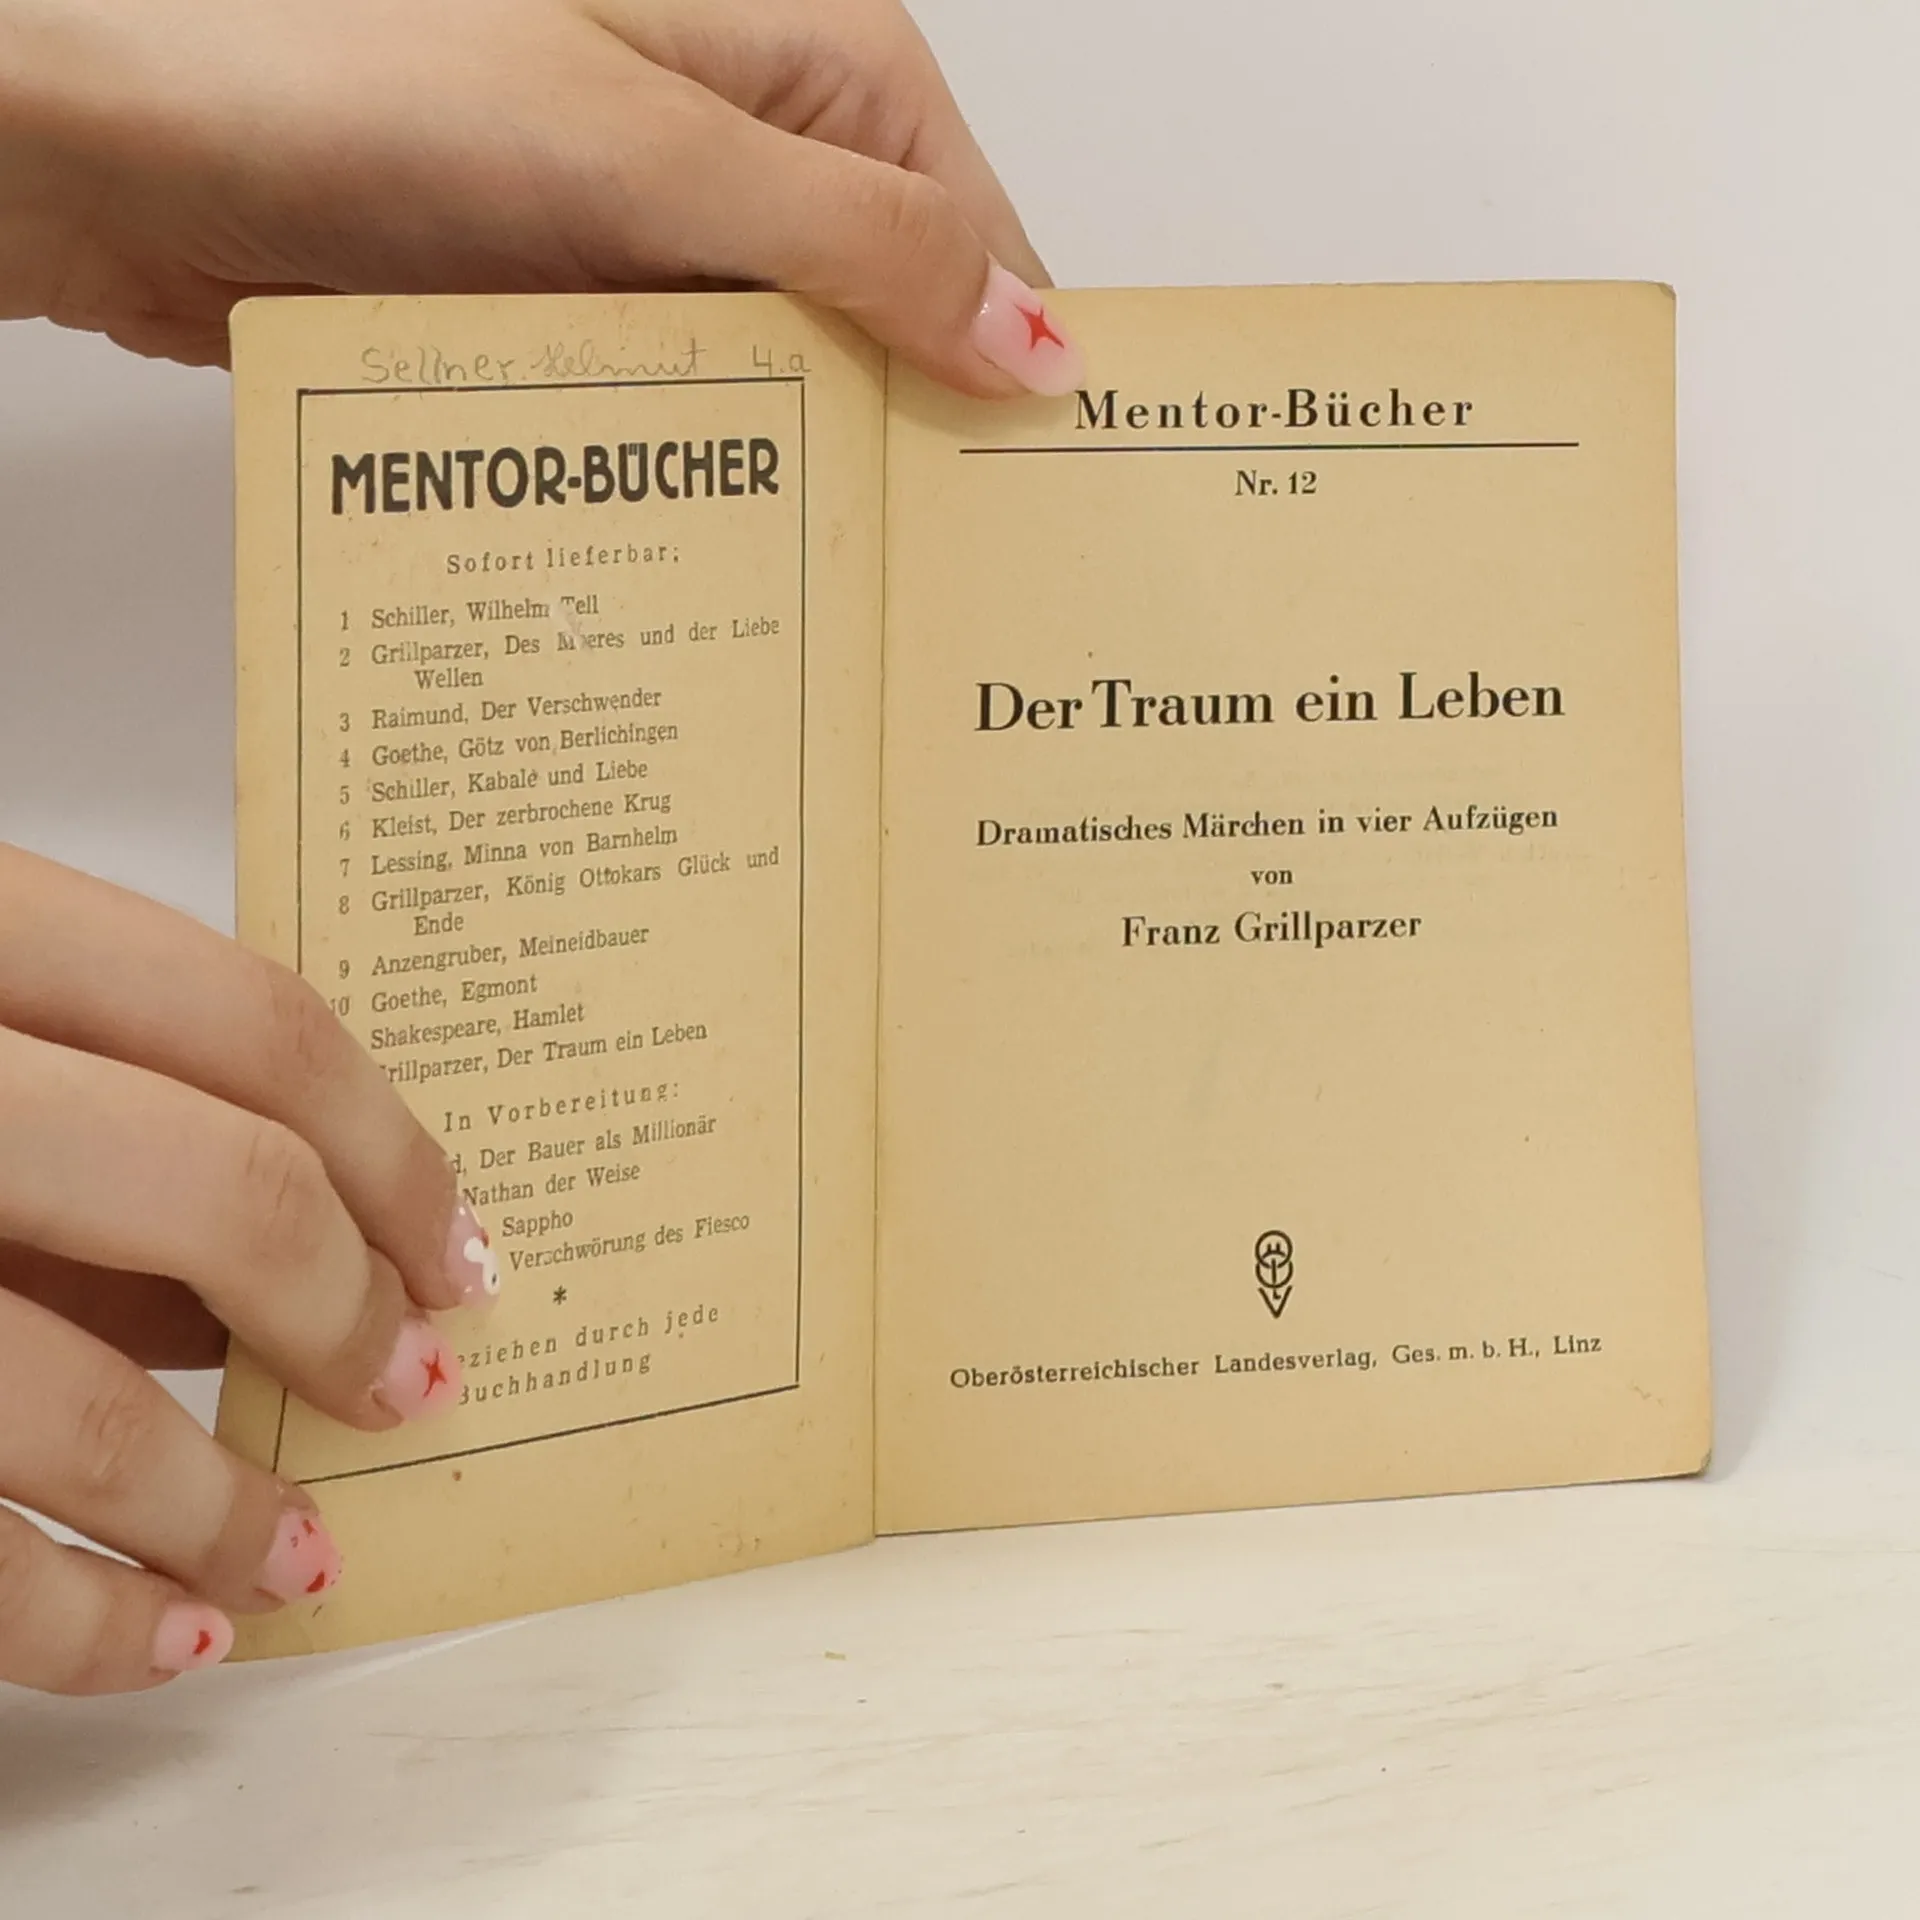 Sellner Helmut 4.a
MENTOR-BÜCHER
Sofort lieferbar:
1 Schiller, Wilhelm Tell
2 Grillparzer, Des Meeres und der Liebe
Wellen
3 Raimund, Der Verschwender
4 Goethe, Götz von Berlichingen
5 Schiller, Kabale und Liebe
6 Kleist, Der zerbrochene Krug
7 Lessing, Minna von Barnhelm
8 Grillparzer, König Ottokars Glück und
Ende
9 Anzengruber, Meineidbauer
10 Goethe, Egmont
Shakespeare, Hamlet
rillparzer, Der Traum ein Leben
In Vorbereitung:
d, Der Bauer als Millionär
Nathan der Weise
Sappho
Verschwörung des Fiesco
*
eziehen durch jede
Buchhandlung
Mentor-Bücher
Nr. 12
Der Traum ein Leben
Dramatisches Märchen in vier Aufzügen
von
Franz Grillparzer
Oberösterreichischer Landesverlag, Ges. m. b. H., Linz